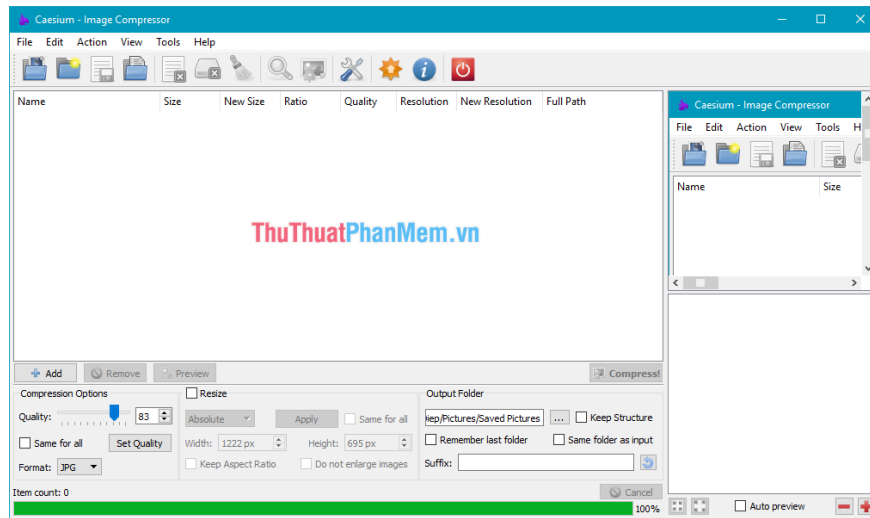 Caesium - Image Compressor
File Edit Action View Tools Help
Name Size New Size Ratio Quality Resolution New Resolution Full Path
Caesium - Image Compressor
File Edit Action View Tools H
Name Size
ThuThuatPhanMem.vn
Add Remove Preview Compress!
Compression Options Resize Output Folder
Quality: 83 Absolute Apply Same for all iep/Pictures/Saved Pictures ... Keep Structure
Same for all Set Quality Width: 1222 px Height: 695 px Remember last folder Same folder as input
Format: JPG Keep Aspect Ratio Do not enlarge images Suffix:
Item count: 0 Cancel
100% Auto preview